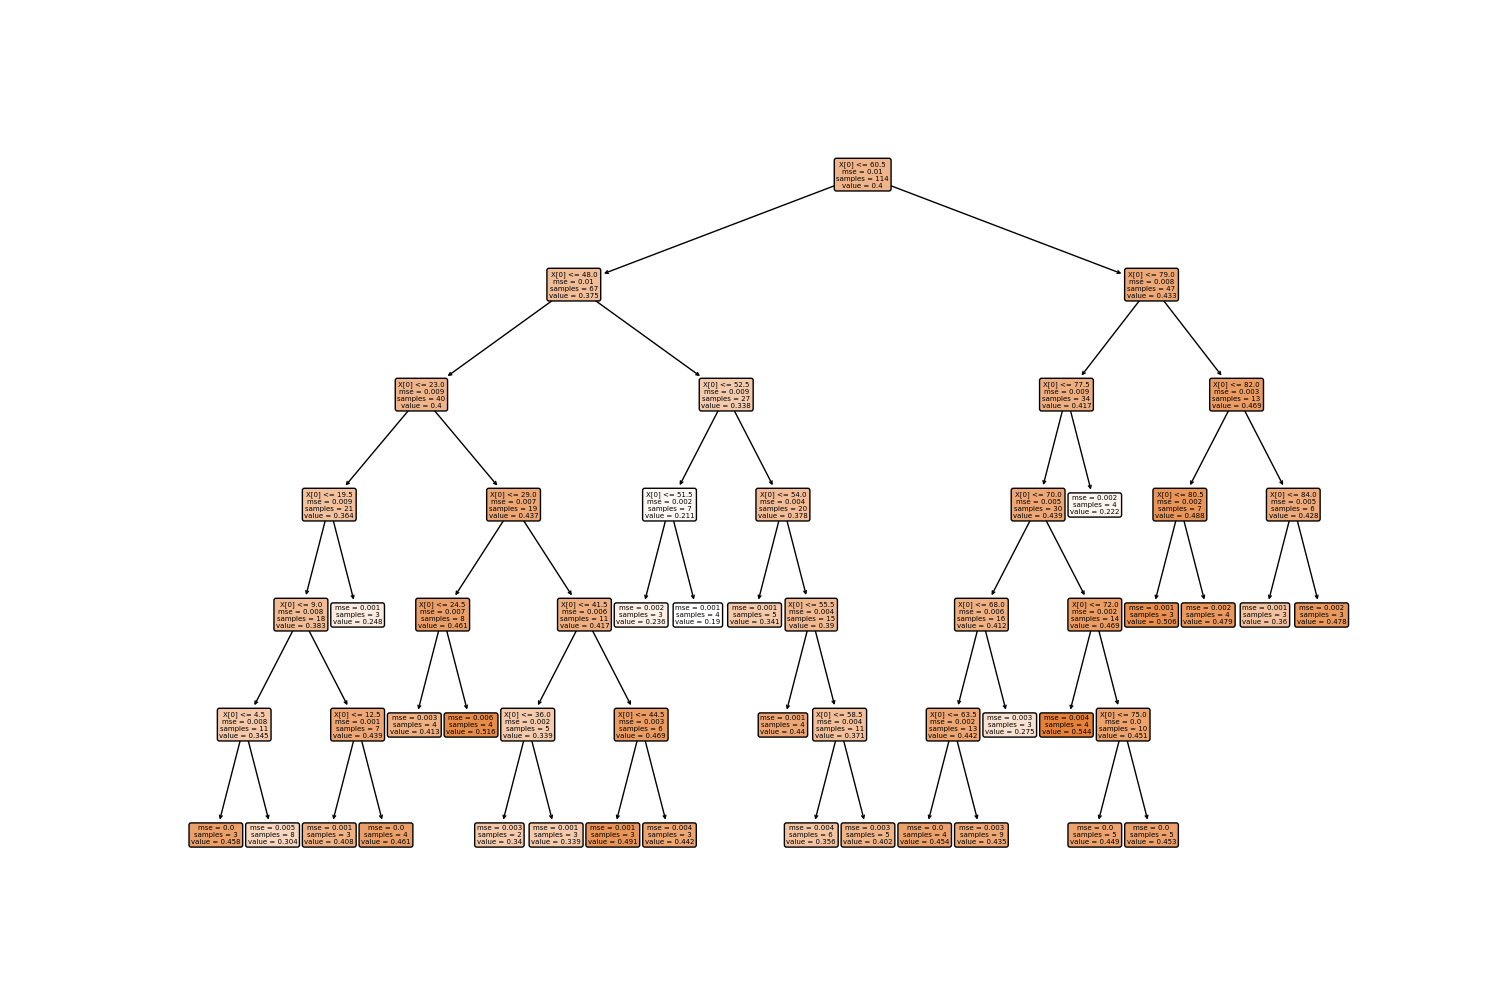 X[0] <= 60.5
mse = 0.01
samples = 114
value = 0.4
X[0] <= 48.0
mse = 0.01
samples = 67
value = 0.375
X[0] <= 79.0
mse = 0.008
samples = 47
value = 0.433
X[0] <= 23.0
mse = 0.009
samples = 40
value = 0.4
X[0] <= 52.5
mse = 0.009
samples = 27
value = 0.338
X[0] <= 77.5
mse = 0.009
samples = 34
value = 0.417
X[0] <= 82.0
mse = 0.003
samples = 13
value = 0.469
X[0] <= 19.5
mse = 0.009
samples = 21
value = 0.364
X[0] <= 29.0
mse = 0.007
samples = 19
value = 0.437
X[0] <= 51.5
mse = 0.002
samples = 7
value = 0.211
X[0] <= 54.0
mse = 0.004
samples = 20
value = 0.378
X[0] <= 70.0
mse = 0.005
samples = 30
value = 0.439
mse = 0.002
samples = 4
value = 0.222
X[0] <= 80.5
mse = 0.002
samples = 7
value = 0.488
X[0] <= 84.0
mse = 0.005
samples = 6
value = 0.428
X[0] <= 9.0
mse = 0.008
samples = 18
value = 0.383
mse = 0.001
samples = 3
value = 0.248
X[0] <= 24.5
mse = 0.007
samples = 8
value = 0.461
X[0] <= 41.5
mse = 0.006
samples = 11
value = 0.417
mse = 0.002
samples = 3
value = 0.236
mse = 0.001
samples = 4
value = 0.19
mse = 0.001
samples = 5
value = 0.341
X[0] <= 55.5
mse = 0.004
samples = 15
value = 0.39
X[0] <= 68.0
mse = 0.006
samples = 16
value = 0.412
X[0] <= 72.0
mse = 0.002
samples = 14
value = 0.469
mse = 0.001
samples = 3
value = 0.506
mse = 0.002
samples = 4
value = 0.479
mse = 0.001
samples = 3
value = 0.36
mse = 0.002
samples = 3
value = 0.478
X[0] <= 4.5
mse = 0.008
samples = 11
value = 0.345
X[0] <= 12.5
mse = 0.001
samples = 7
value = 0.439
mse = 0.003
samples = 4
value = 0.413
mse = 0.006
samples = 4
value = 0.516
X[0] <= 36.0
mse = 0.002
samples = 5
value = 0.339
X[0] <= 44.5
mse = 0.003
samples = 6
value = 0.469
mse = 0.001
samples = 4
value = 0.44
X[0] <= 58.5
mse = 0.004
samples = 11
value = 0.371
X[0] <= 63.5
mse = 0.002
samples = 13
value = 0.442
mse = 0.003
samples = 3
value = 0.275
mse = 0.004
samples = 4
value = 0.544
X[0] <= 75.0
mse = 0.0
samples = 10
value = 0.451
mse = 0.0
samples = 3
value = 0.458
mse = 0.005
samples = 8
value = 0.304
mse = 0.001
samples = 3
value = 0.408
mse = 0.0
samples = 4
value = 0.461
mse = 0.003
samples = 2
value = 0.34
mse = 0.001
samples = 3
value = 0.339
mse = 0.001
samples = 3
value = 0.491
mse = 0.004
samples = 3
value = 0.442
mse = 0.004
samples = 6
value = 0.356
mse = 0.003
samples = 5
value = 0.402
mse = 0.0
samples = 4
value = 0.454
mse = 0.003
samples = 9
value = 0.435
mse = 0.0
samples = 5
value = 0.449
mse = 0.0
samples = 5
value = 0.453